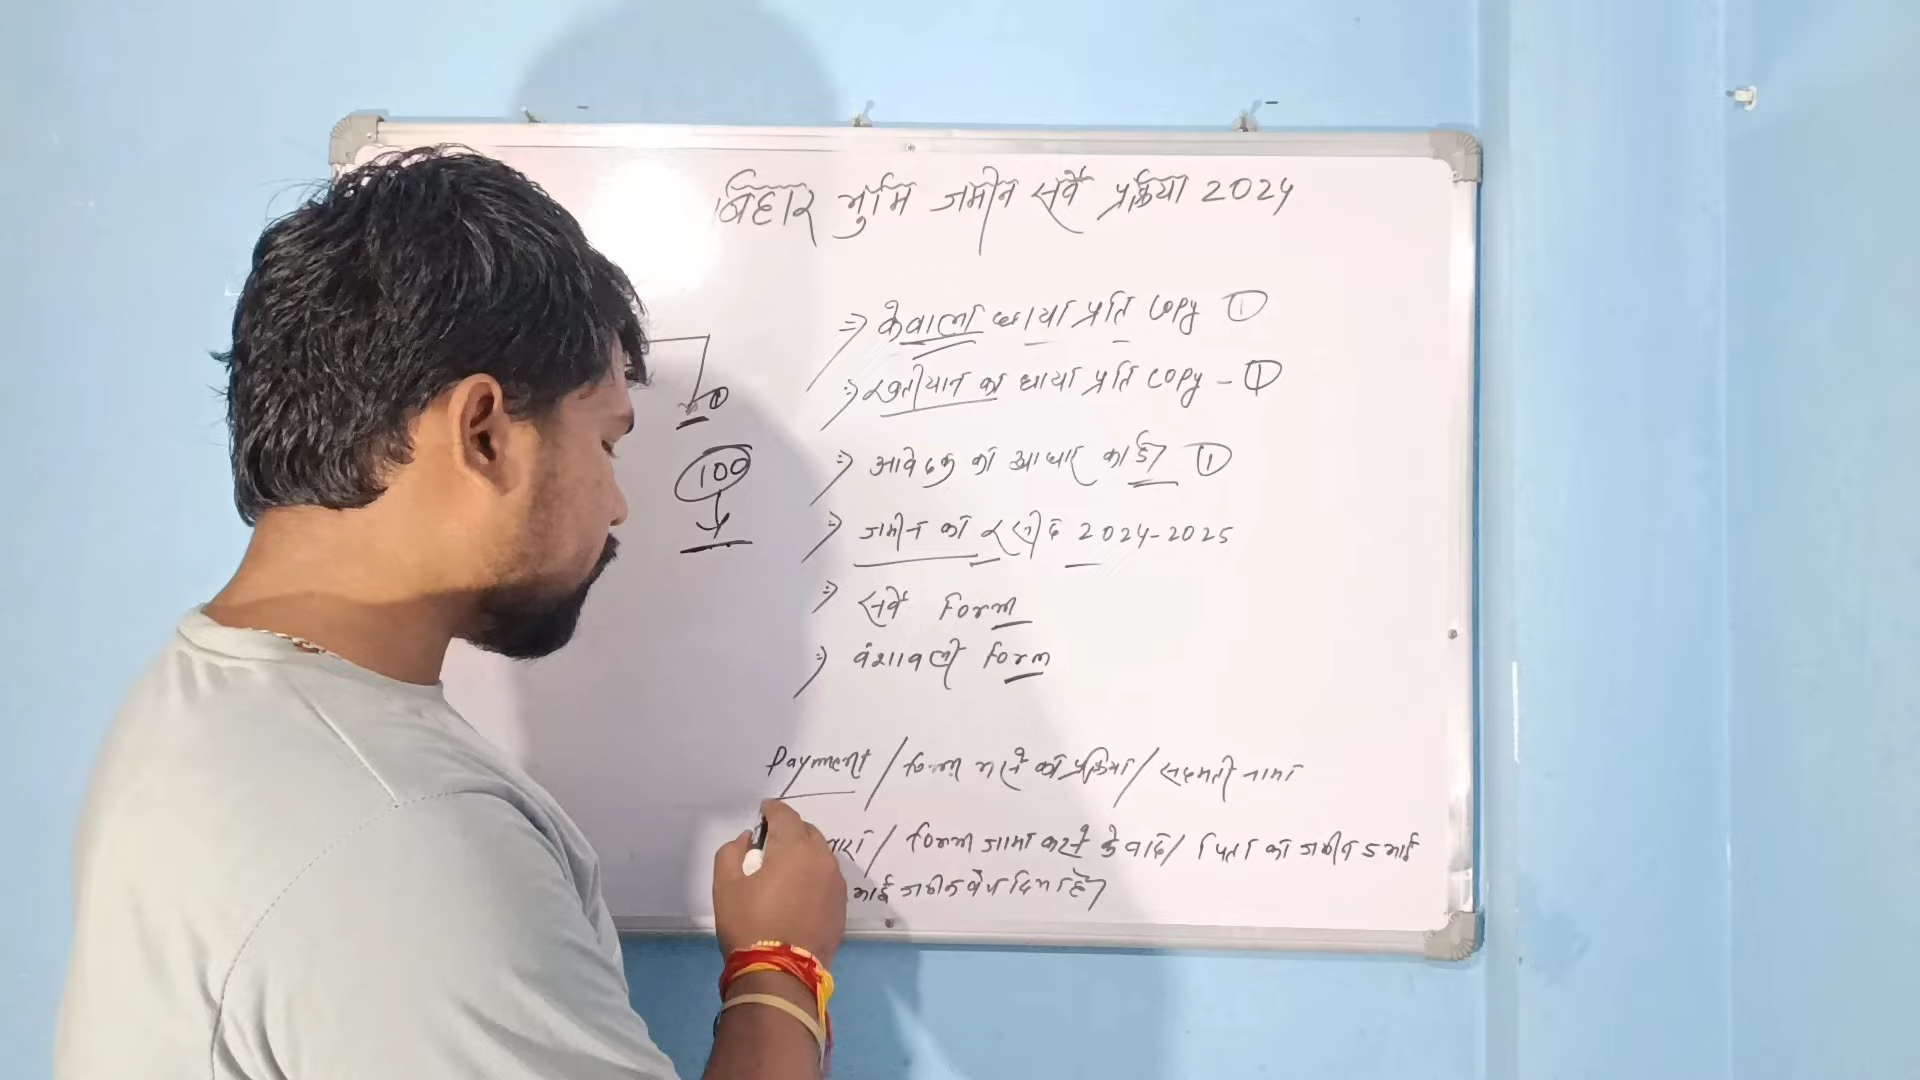 बिहार भुमि जमीन सर्वे प्रक्रिया 2024
⇒ केवाला छाया प्रति copy ①
⇒ खतीयान का छाया प्रति copy - ①
①
100
⇒ आवेदक का आधार कार्ड ①
⇒ जमीन का रसीद 2024-2025
⇒ सर्वे Form
⇒ वंशावली form
Payment / form भरने का प्रक्रिया / सहमती नामा
/ form जामा करने के बाद / पिता का जमीन 5 भाई
भाई जमीन बेच दिया है